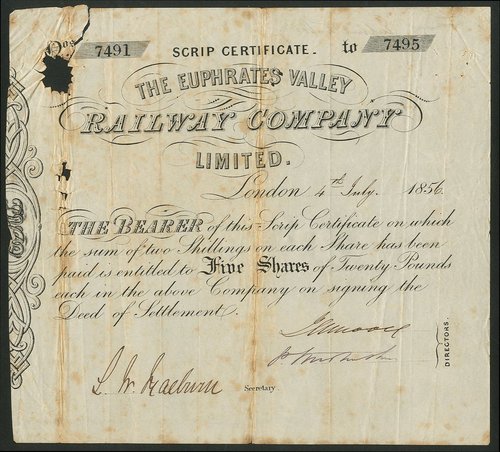 Nos 7491 SCRIP CERTIFICATE. to 7495
THE EUPHRATES VALLEY
RAILWAY COMPANY
LIMITED.
London 4th July. 1856
THE BEARER of this Scrip Certificate on which
the sum of two Shillings on each Share has been
paid is entitled to Five Shares of Twenty Pounds
each in the above Company on signing the
Deed of Settlement.
DIRECTORS.
Secretary